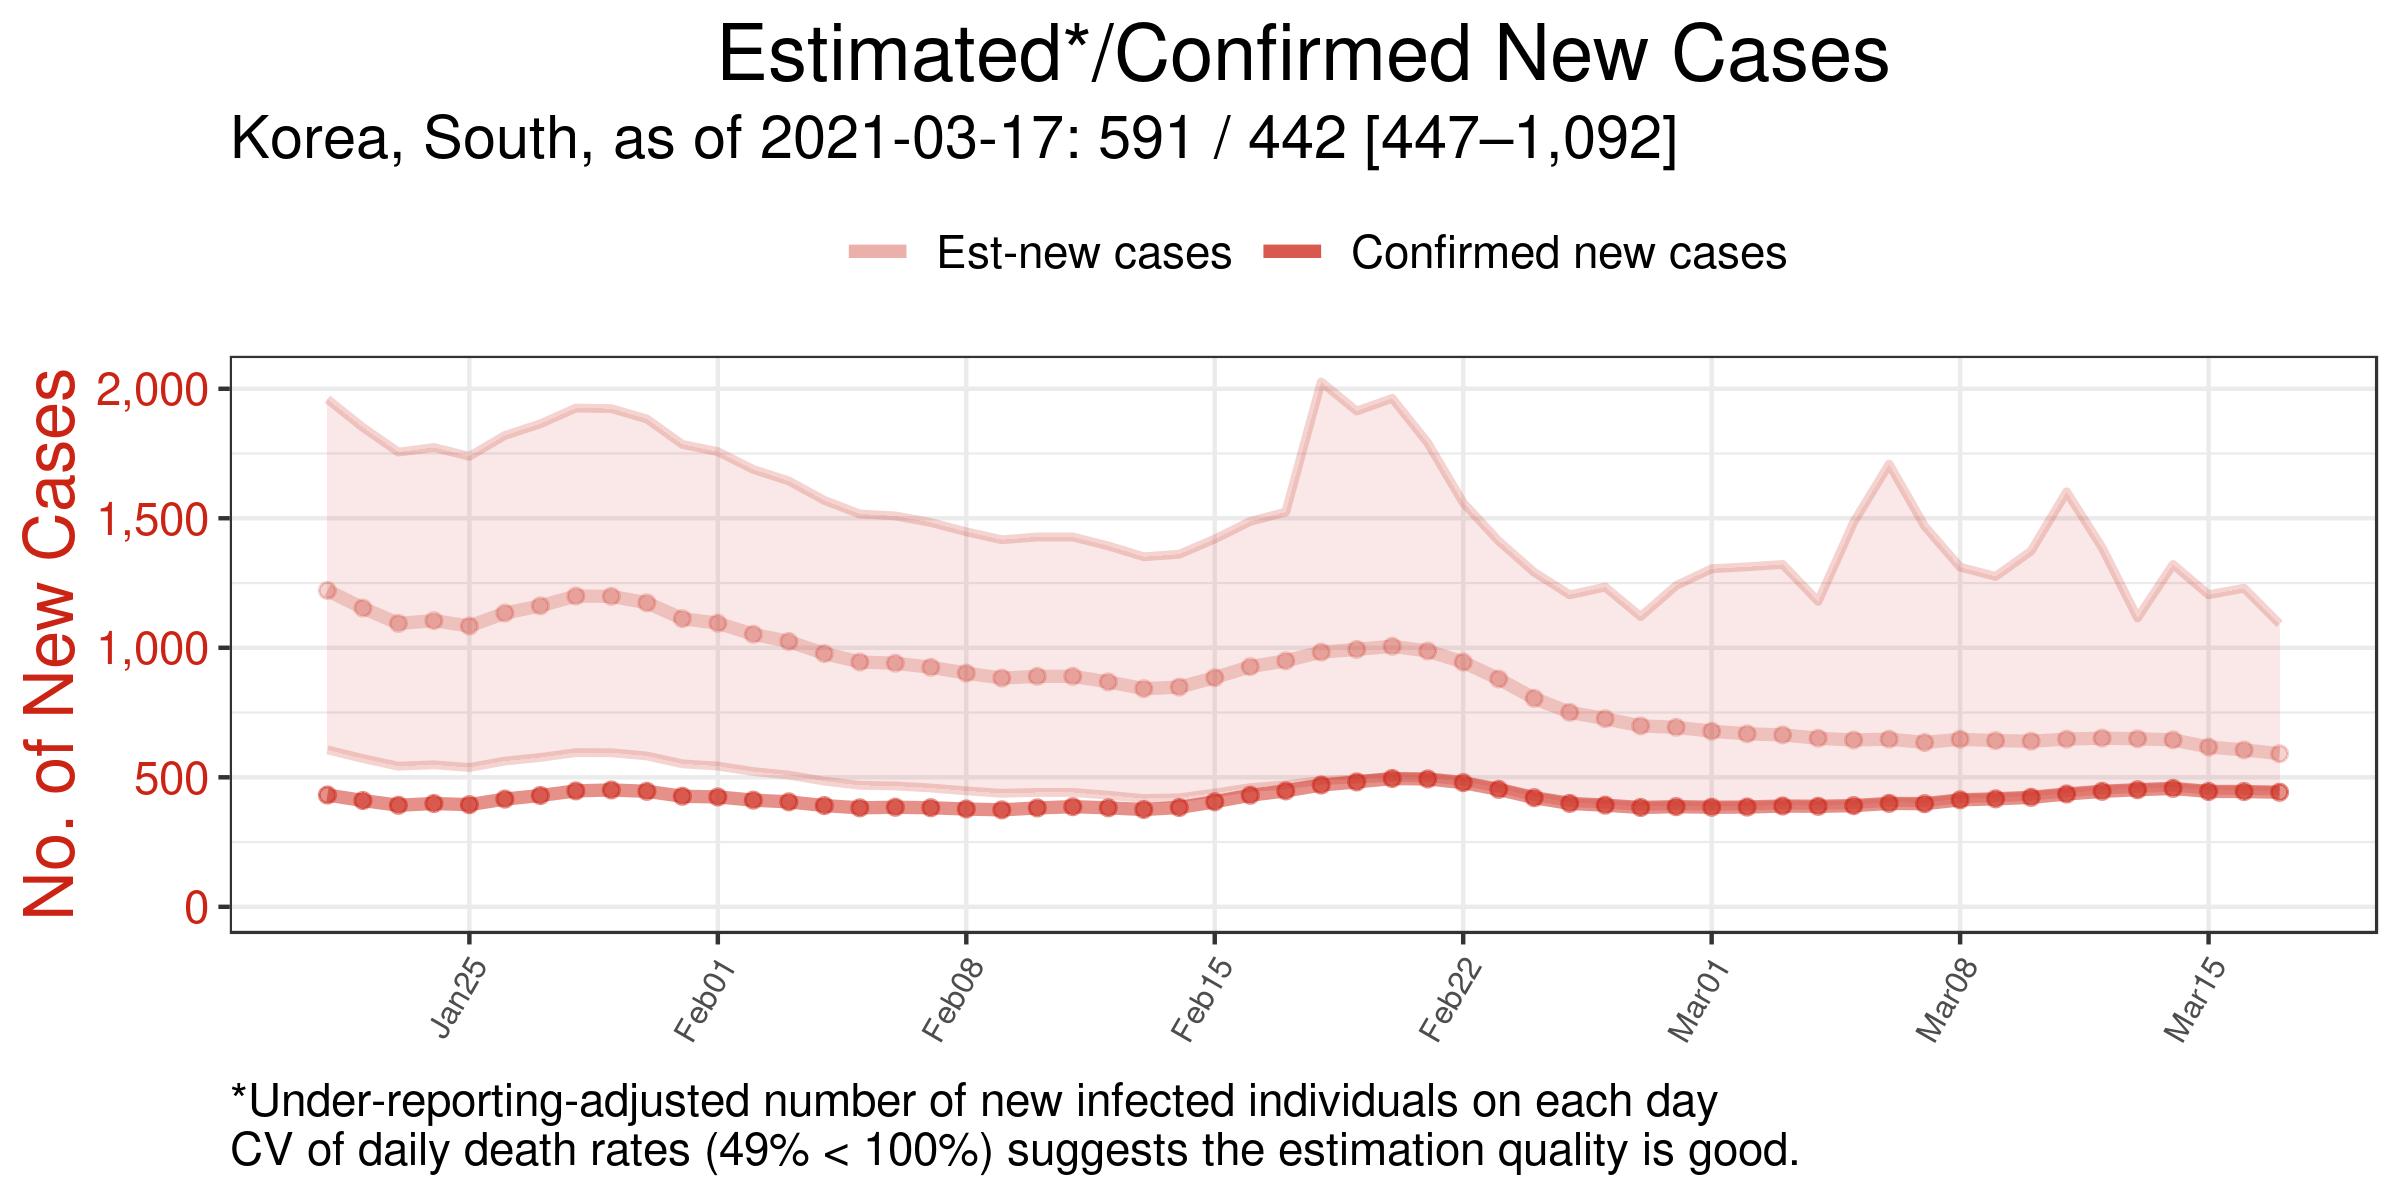 Estimated*/Confirmed New Cases
Korea, South, as of 2021-03-17: 591 / 442 [447–1,092]
Est-new cases
Confirmed new cases
No. of New Cases
2,000
1,500
1,000
500
0
Jan25
Feb01
Feb08
Feb15
Feb22
Mar01
Mar08
Mar15
*Under-reporting-adjusted number of new infected individuals on each day
CV of daily death rates (49% < 100%) suggests the estimation quality is good.